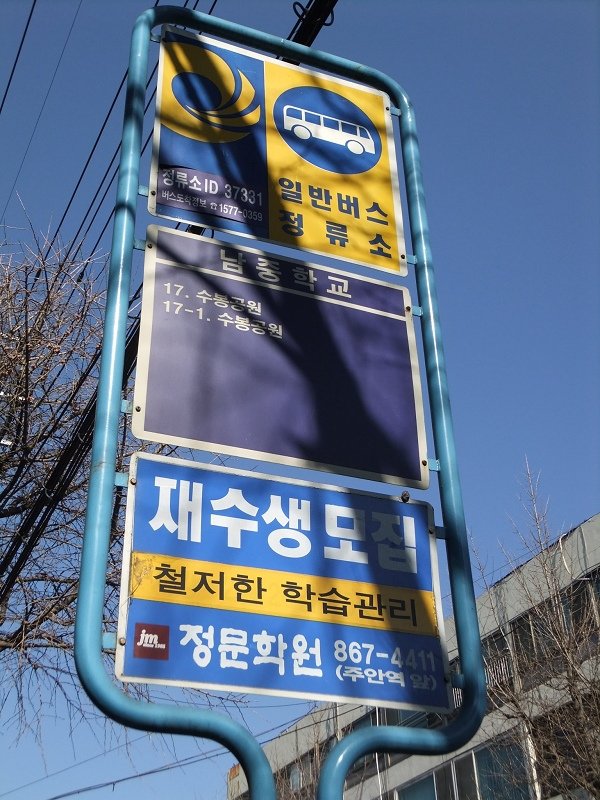 정류소ID 37331
버스도착정보 ☎1577-0359
일반버스
정류소
남중학교
17. 수봉공원
17-1. 수봉공원
재수생모집
철저한 학습관리
jm
정문학원 867-4411
(주안역 앞)